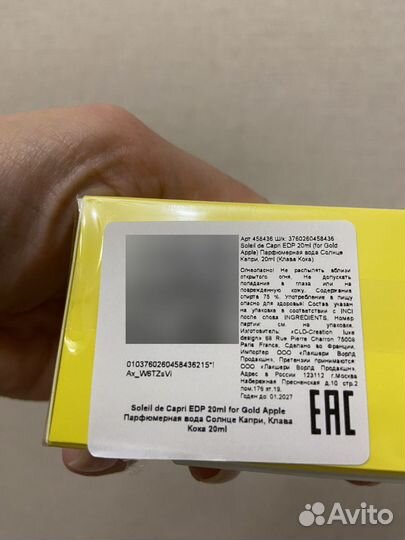 Арт 458436 Шк: 3760260458436
Soleil de Capri EDP 20ml (for Gold
Apple) Парфюмерная вода Солнце
Капри, 20ml (Клава Кока)
Огнеопасно! Не распылять вблизи
открытого огня. Не допускать
попадания в глаза или на
поврежденную кожу. Содержание
спирта 75 %. Употребление в пищу
опасно для здоровья! Состав указан
на упаковке в соответствии с INCI
после слова INGREDIENTS. Номер
партии: см. на упаковке.
Изготовитель: «CLD-Creation luxe
design» 68 Rue Pierre Charron 75008
Paris France. Сделано во Франции.
Импортер ООО «Лакшери Ворлд
Продакшн», Претензии принимаются:
ООО «Лакшери Ворлд Продакшн».
Адрес в России 123112 г.Москва
Набережная Пресненская д.10 стр.2
пом.176 кт.19.
Годен до: 01.2027
0103760260458436215"!
Ax_W6TZsVi
EAC
Soleil de Capri EDP 20ml for Gold Apple
Парфюмерная вода Солнце Капри, Клава
Кока 20ml
Avito